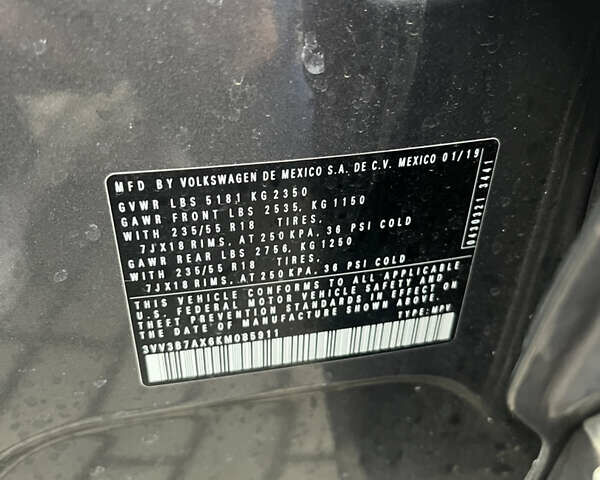 MFD BY VOLKSWAGEN DE MEXICO S.A. DE C.V. MEXICO 01/19
GVWR LBS 5181 KG 2350
GAWR FRONT LBS 2535, KG 1150
WITH 235/55 R18 TIRES.
7JX18 RIMS, AT 250 KPA, 36 PSI COLD
GAWR REAR LBS 2756, KG 1250
WITH 235/55 R18 TIRES.
7JX18 RIMS, AT 250 KPA, 36 PSI COLD
THIS VEHICLE CONFORMS TO ALL APPLICABLE
U.S. FEDERAL MOTOR VEHICLE SAFETY AND
THEFT PREVENTION STANDARDS IN EFFECT ON
THE DATE OF MANUFACTURE SHOWN ABOVE.
3VV3B7AX6KM085911 TYPE: MPV
3441